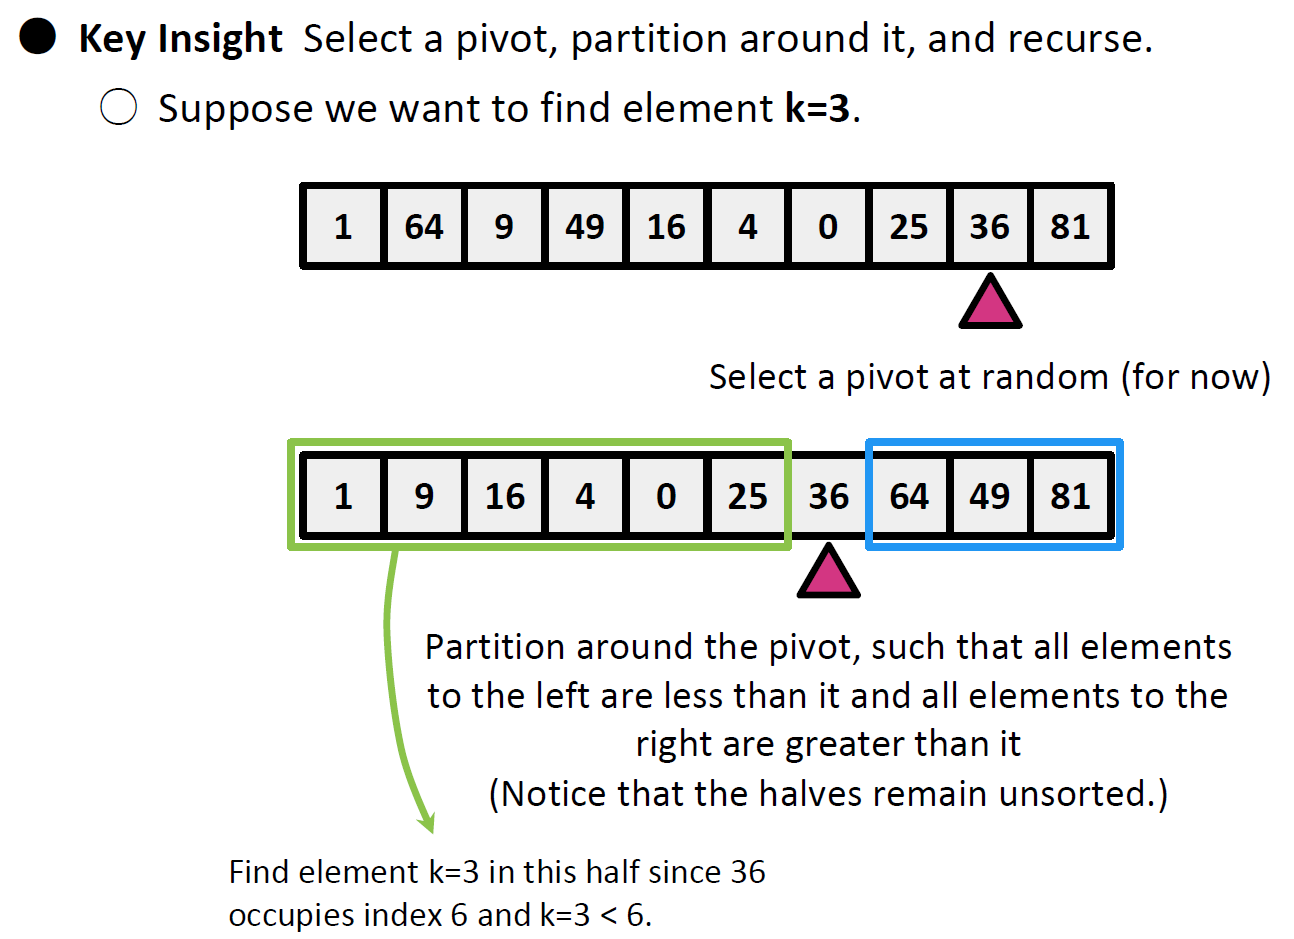 Key Insight Select a pivot, partition around it, and recurse.
Suppose we want to find element k=3.
1 64 9 49 16 4 0 25 36 81
Select a pivot at random (for now)
1 9 16 4 0 25 36 64 49 81
Partition around the pivot, such that all elements
to the left are less than it and all elements to the
right are greater than it
(Notice that the halves remain unsorted.)
Find element k=3 in this half since 36
occupies index 6 and k=3 < 6.